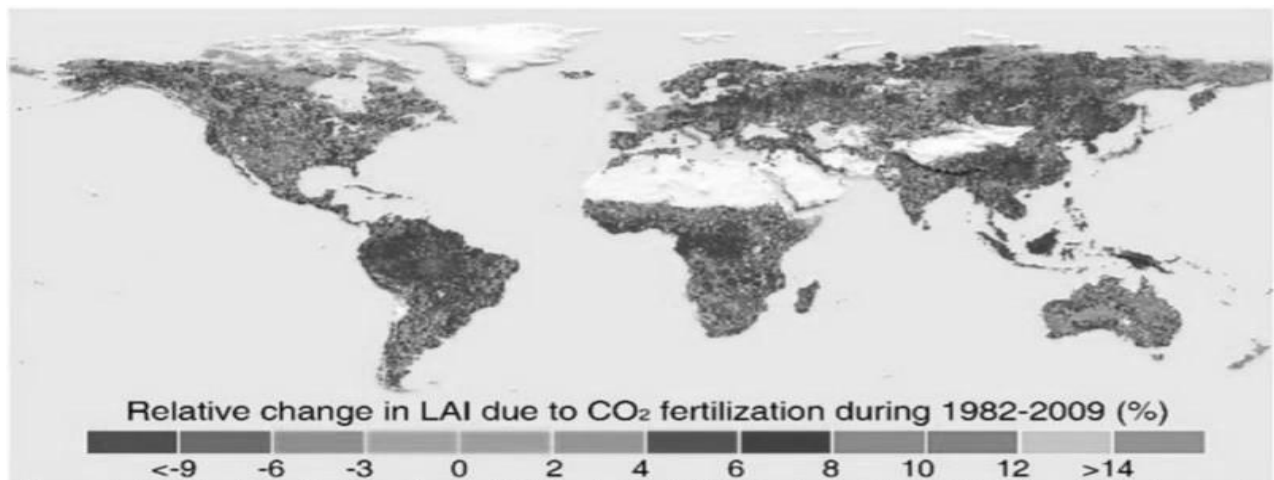 Relative change in LAI due to CO₂ fertilization during 1982-2009 (%)
<-9 -6 -3 0 2 4 6 8 10 12 >14